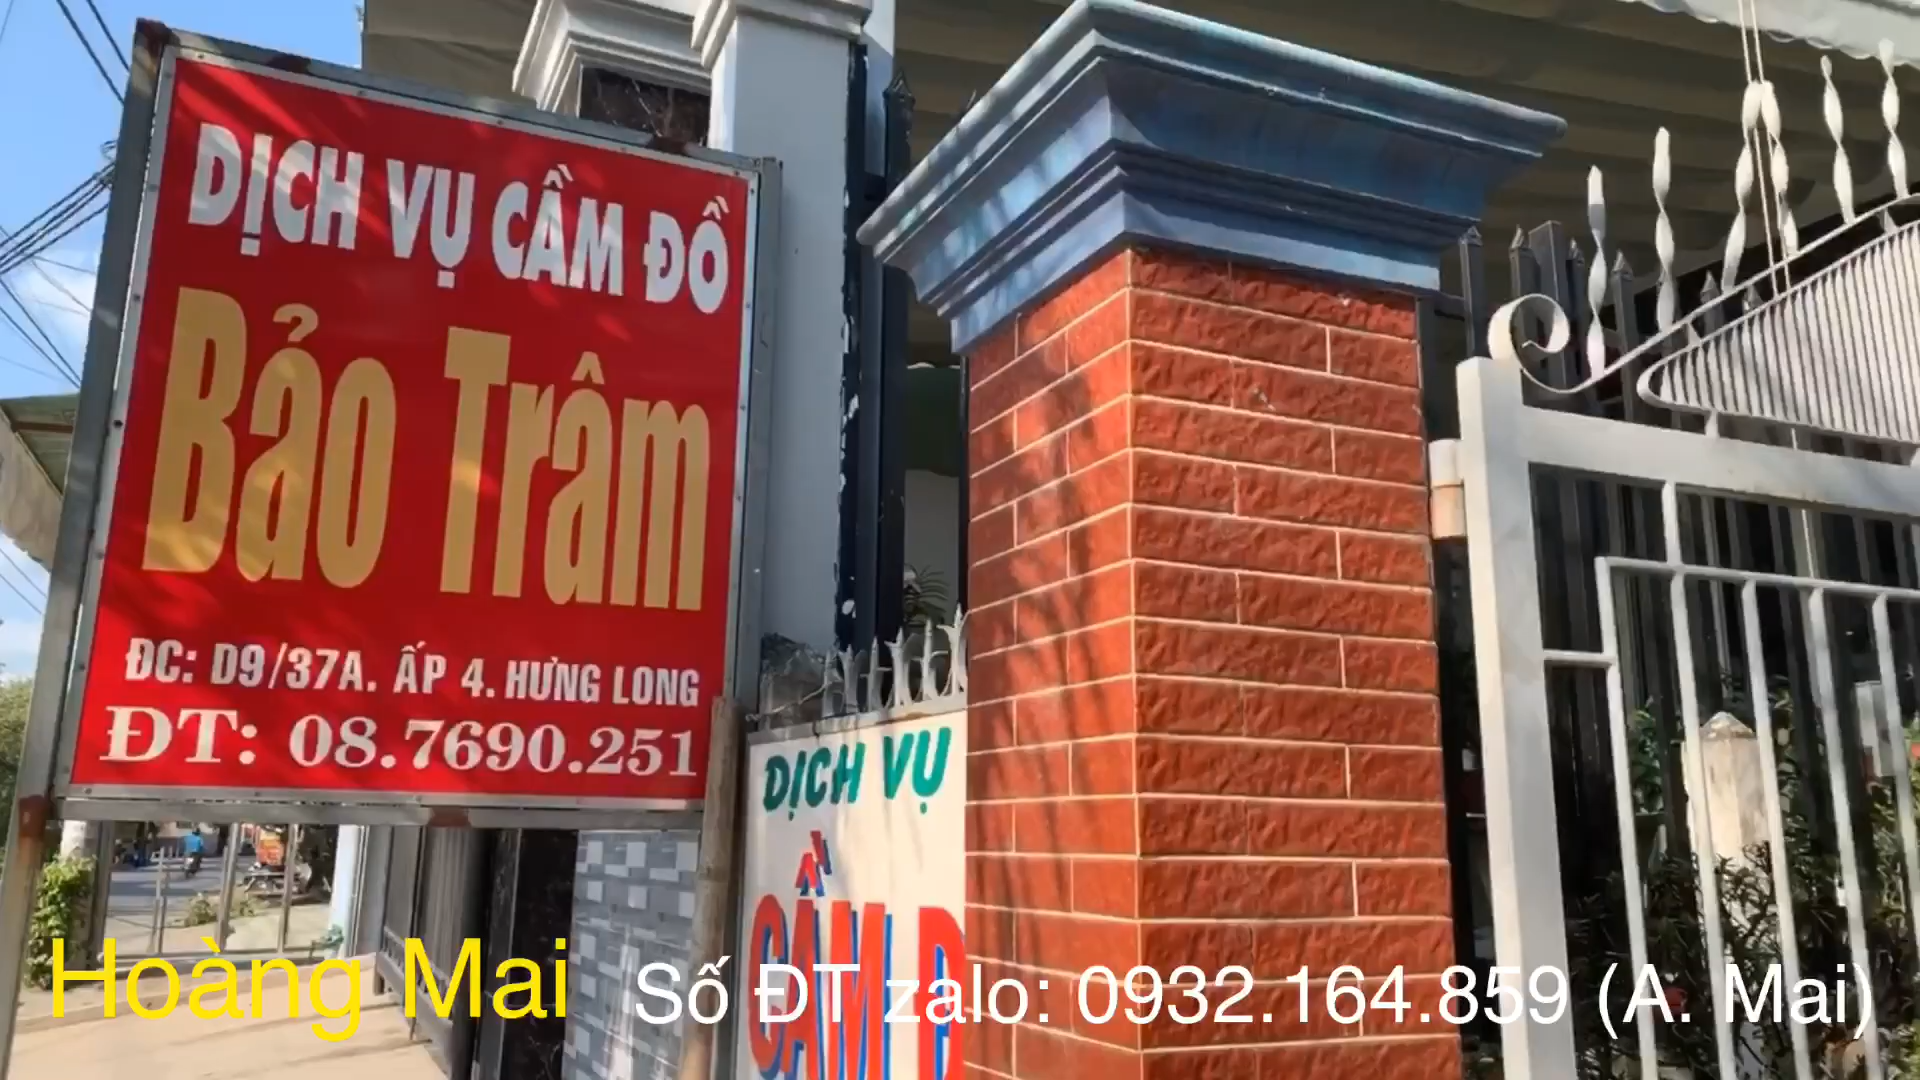 DỊCH VỤ CẦM ĐỒ
Bảo Trâm
ĐC: D9/37A. ẤP 4. HƯNG LONG
ĐT: 08.7690.251
DỊCH VỤ
CẦM Đ
Hoàng Mai
Số ĐT zalo: 0932.164.859 (A. Mai)